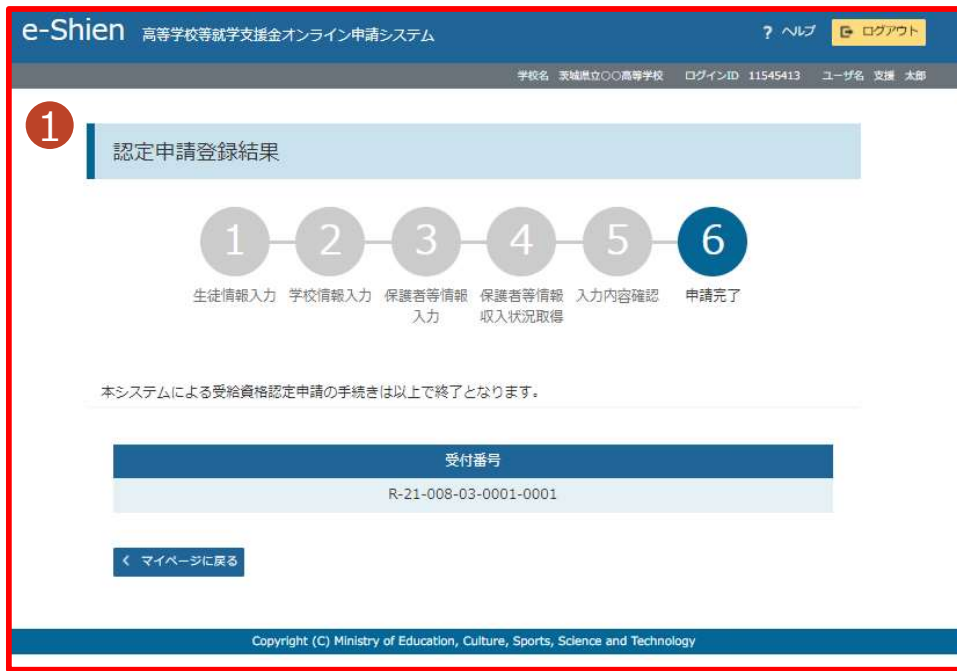 e-Shien 高等学校等就学支援金オンライン申請システム ? ヘルプ ログアウト
学校名 茨城県立○○高等学校 ログインID 11545413 ユーザ名 支援 太郎
1
認定申請登録結果
1 2 3 4 5 6
生徒情報入力 学校情報入力 保護者等情報入力 保護者等情報収入状況取得 入力内容確認 申請完了
本システムによる受給資格認定申請の手続きは以上で終了となります。
受付番号
R-21-008-03-0001-0001
マイページに戻る
Copyright (C) Ministry of Education, Culture, Sports, Science and Technology